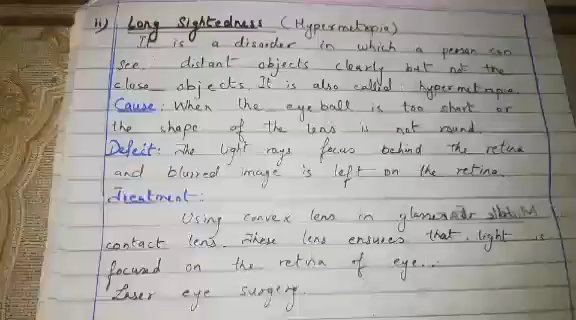 ii) Long Sightedness (Hypermetropia)
It is a disorder in which a person can
see distant objects clearly but not the
close objects. It is also called hypermetropia.
Cause: When the eyeball is too short or
the shape of the lens is not round.
Defect: The light rays focus behind the retina
and blurred image is left on the retina.
Treatment:
Using convex lens in glasses
contact lens. These lens ensures that light is
focused on the retina of eye..
Laser eye surgery.